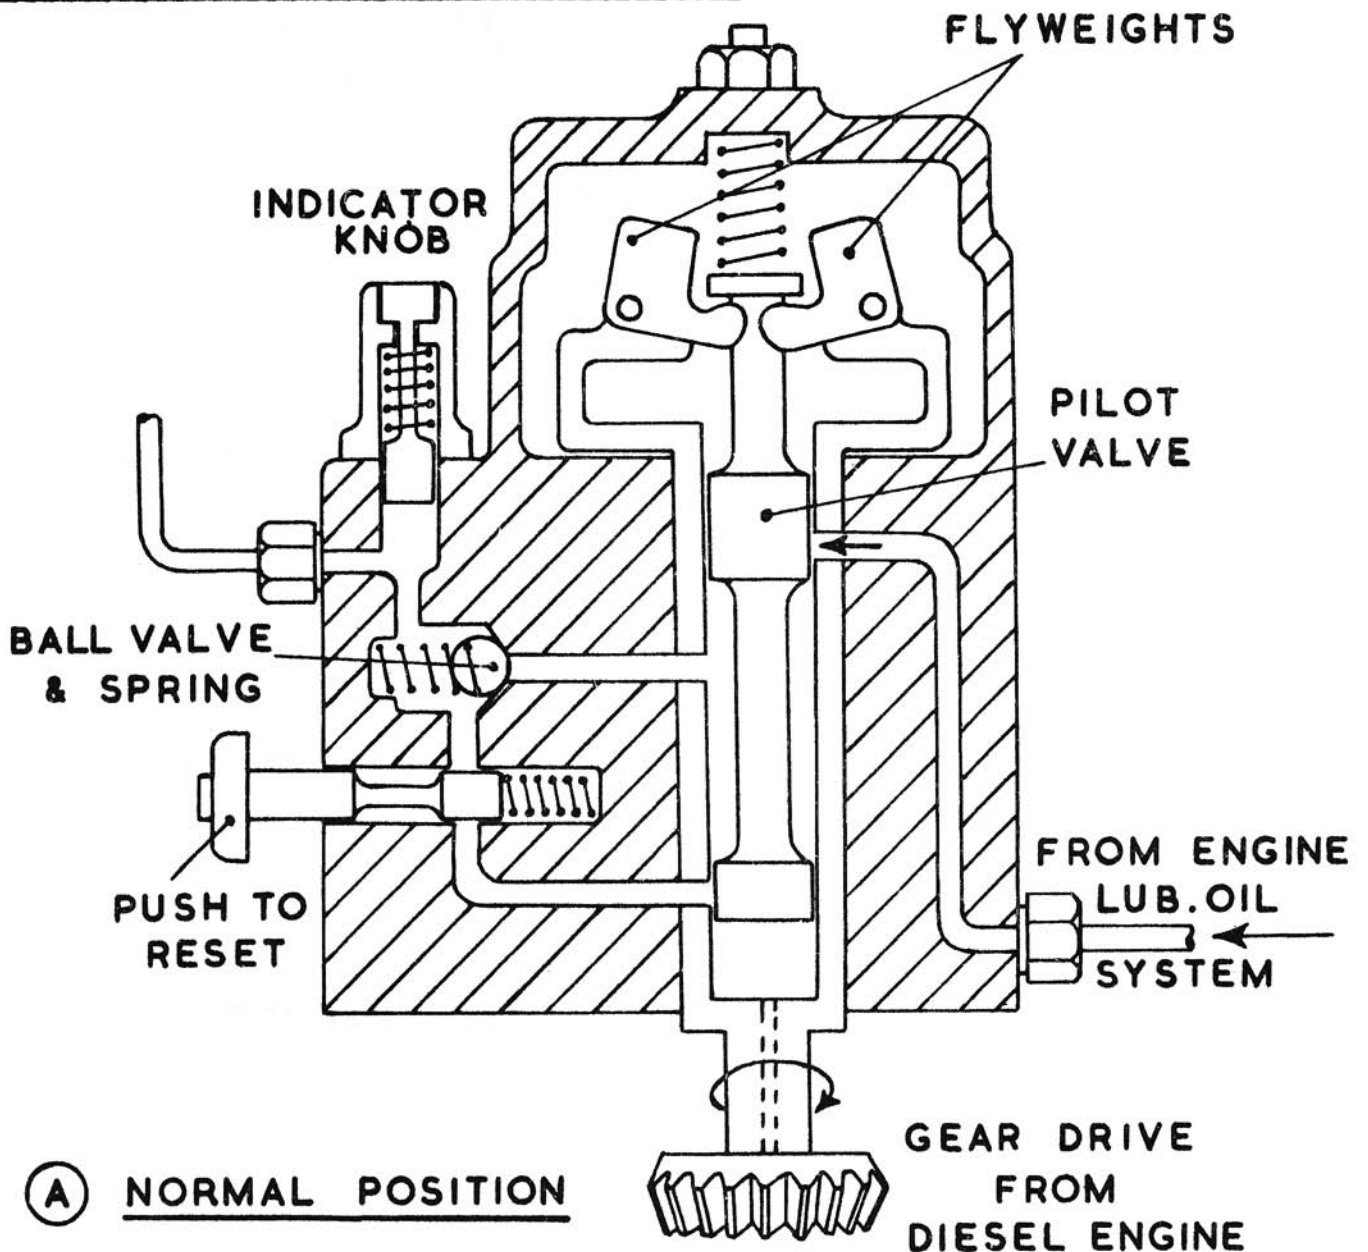 FLYWEIGHTS
INDICATOR
KNOB
PILOT
VALVE
BALL VALVE
& SPRING
PUSH TO
RESET
FROM ENGINE
LUB. OIL
SYSTEM
GEAR DRIVE
FROM
DIESEL ENGINE
A NORMAL POSITION